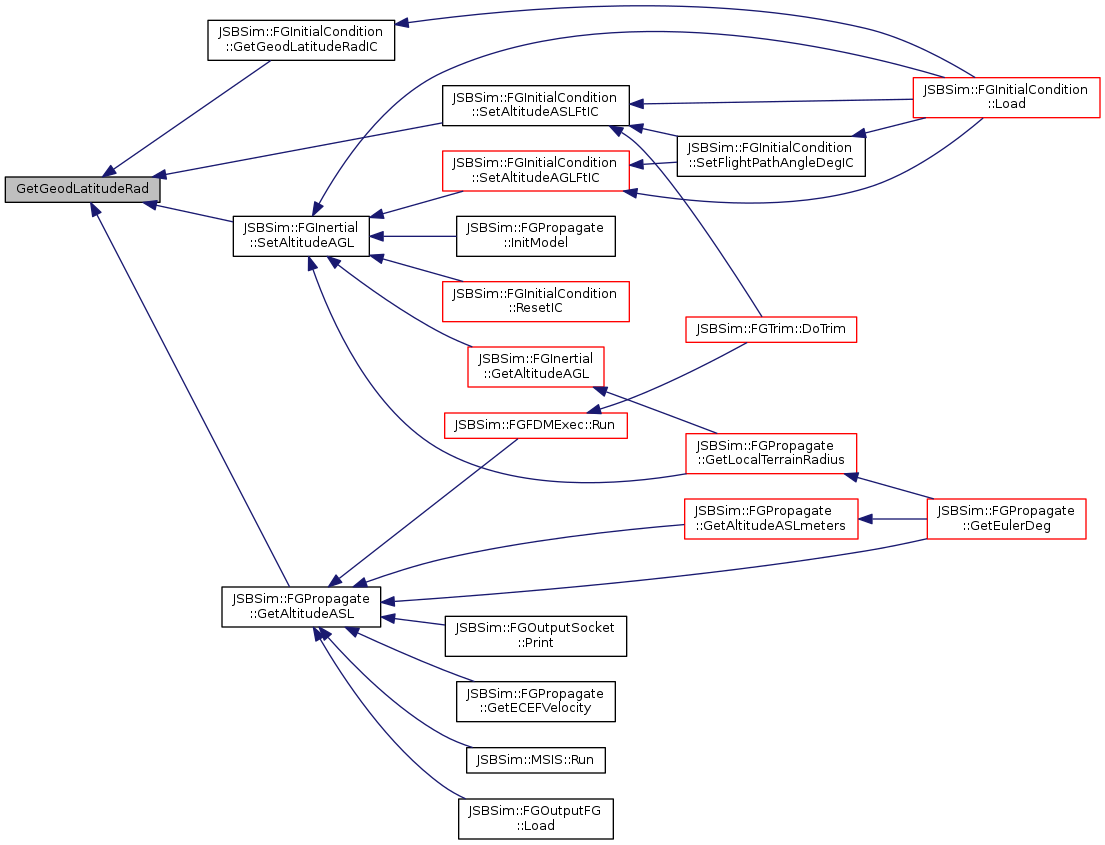 JSBSim::FGInitialCondition
::GetGeodLatitudeRadIC
JSBSim::FGInitialCondition
::Load
JSBSim::FGInitialCondition
::SetAltitudeASLFtIC
JSBSim::FGInitialCondition
::SetFlightPathAngleDegIC
JSBSim::FGInitialCondition
::SetAltitudeAGLFtIC
GetGeodLatitudeRad
JSBSim::FGInertial
::SetAltitudeAGL
JSBSim::FGPropagate
::InitModel
JSBSim::FGInitialCondition
::ResetIC
JSBSim::FGTrim::DoTrim
JSBSim::FGInertial
::GetAltitudeAGL
JSBSim::FGFDMExec::Run
JSBSim::FGPropagate
::GetLocalTerrainRadius
JSBSim::FGPropagate
::GetAltitudeASLmeters
JSBSim::FGPropagate
::GetEulerDeg
JSBSim::FGPropagate
::GetAltitudeASL
JSBSim::FGOutputSocket
::Print
JSBSim::FGPropagate
::GetECEFVelocity
JSBSim::MSIS::Run
JSBSim::FGOutputFG
::Load